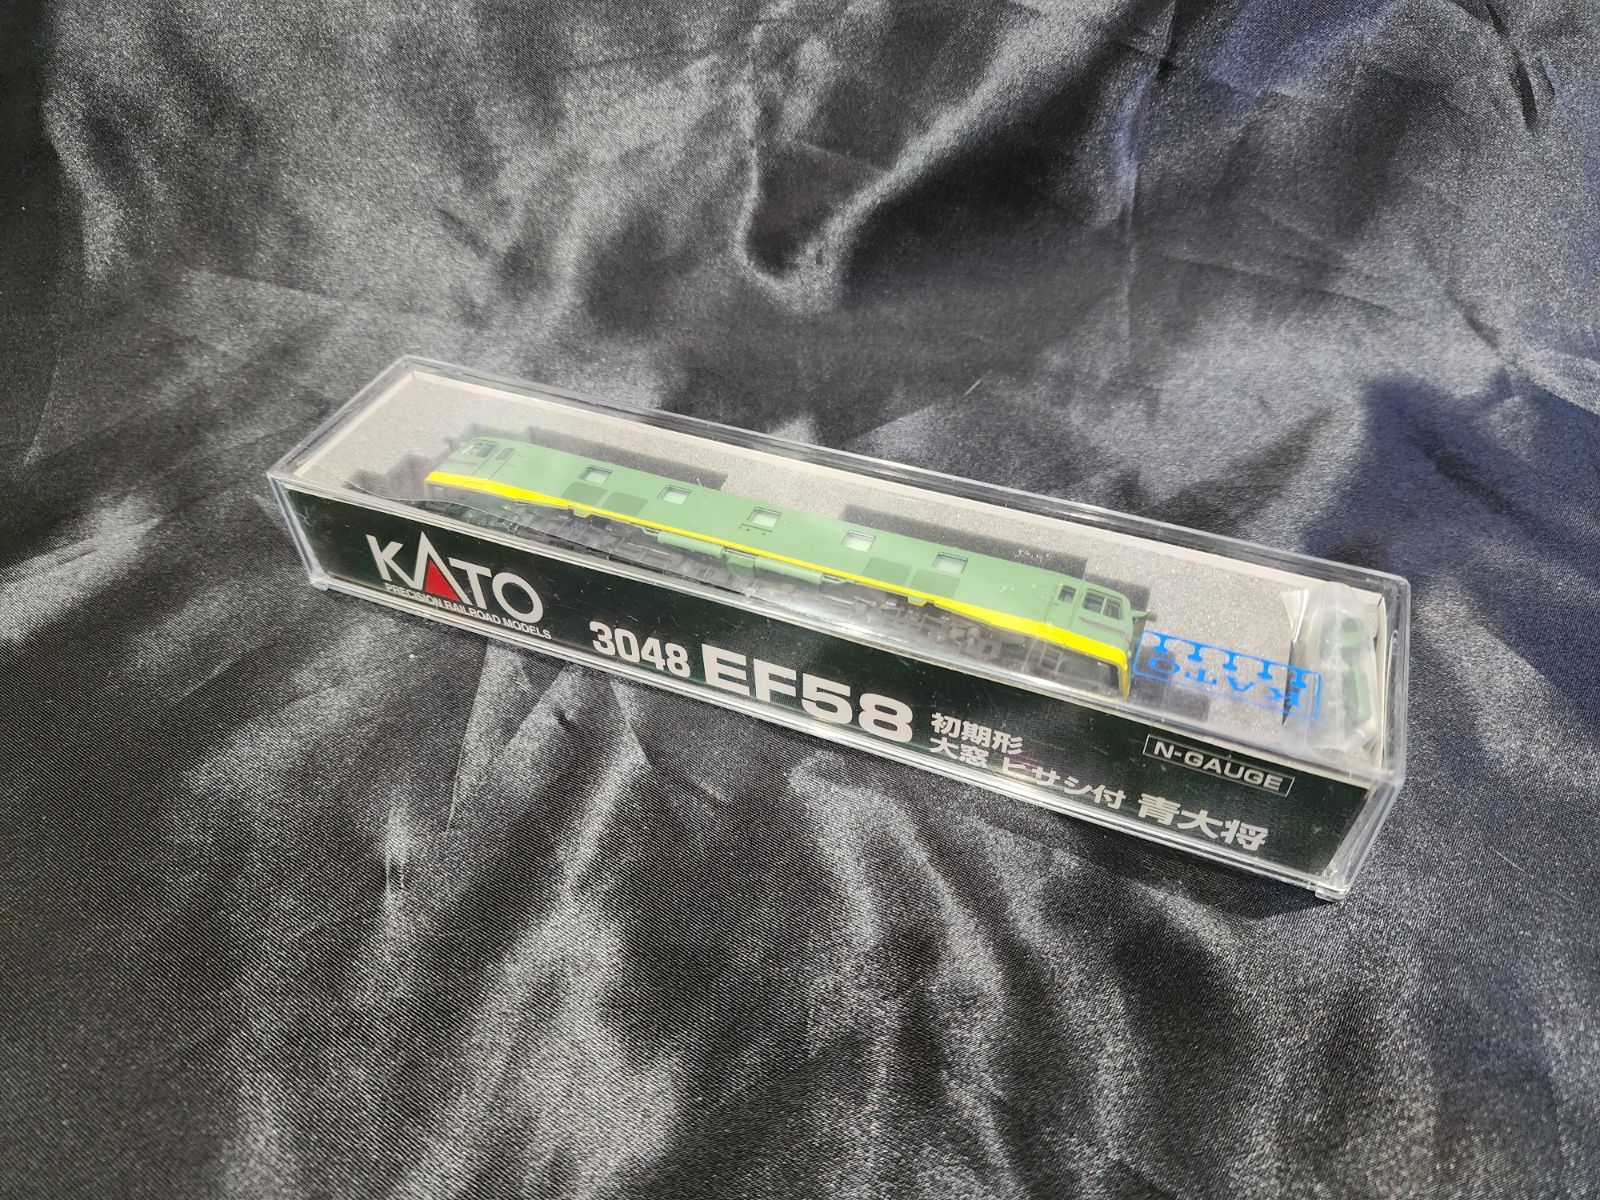 KATO
PRECISION RAILROAD MODELS
3048 EF58 初期形
大窓 ヒサシ付 青大将
N-GAUGE
KATO